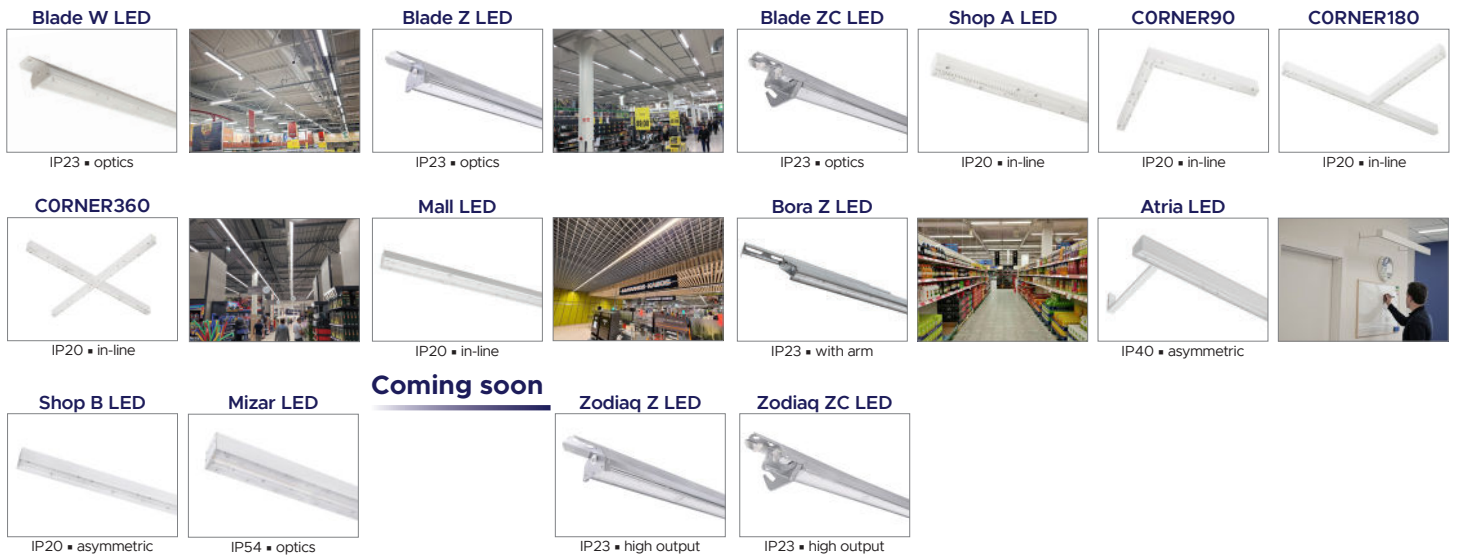 Blade W LED
Blade Z LED
Blade ZC LED
Shop A LED
C0RNER90
C0RNER180
IP23 ▪ optics
IP23 ▪ optics
IP23 ▪ optics
IP20 ▪ in-line
IP20 ▪ in-line
IP20 ▪ in-line
C0RNER360
Mall LED
Bora Z LED
Atria LED
IP20 ▪ in-line
IP20 ▪ in-line
IP23 ▪ with arm
IP40 ▪ asymmetric
Coming soon
Shop B LED
Mizar LED
Zodiaq Z LED
Zodiaq ZC LED
IP20 ▪ asymmetric
IP54 ▪ optics
IP23 ▪ high output
IP23 ▪ high output